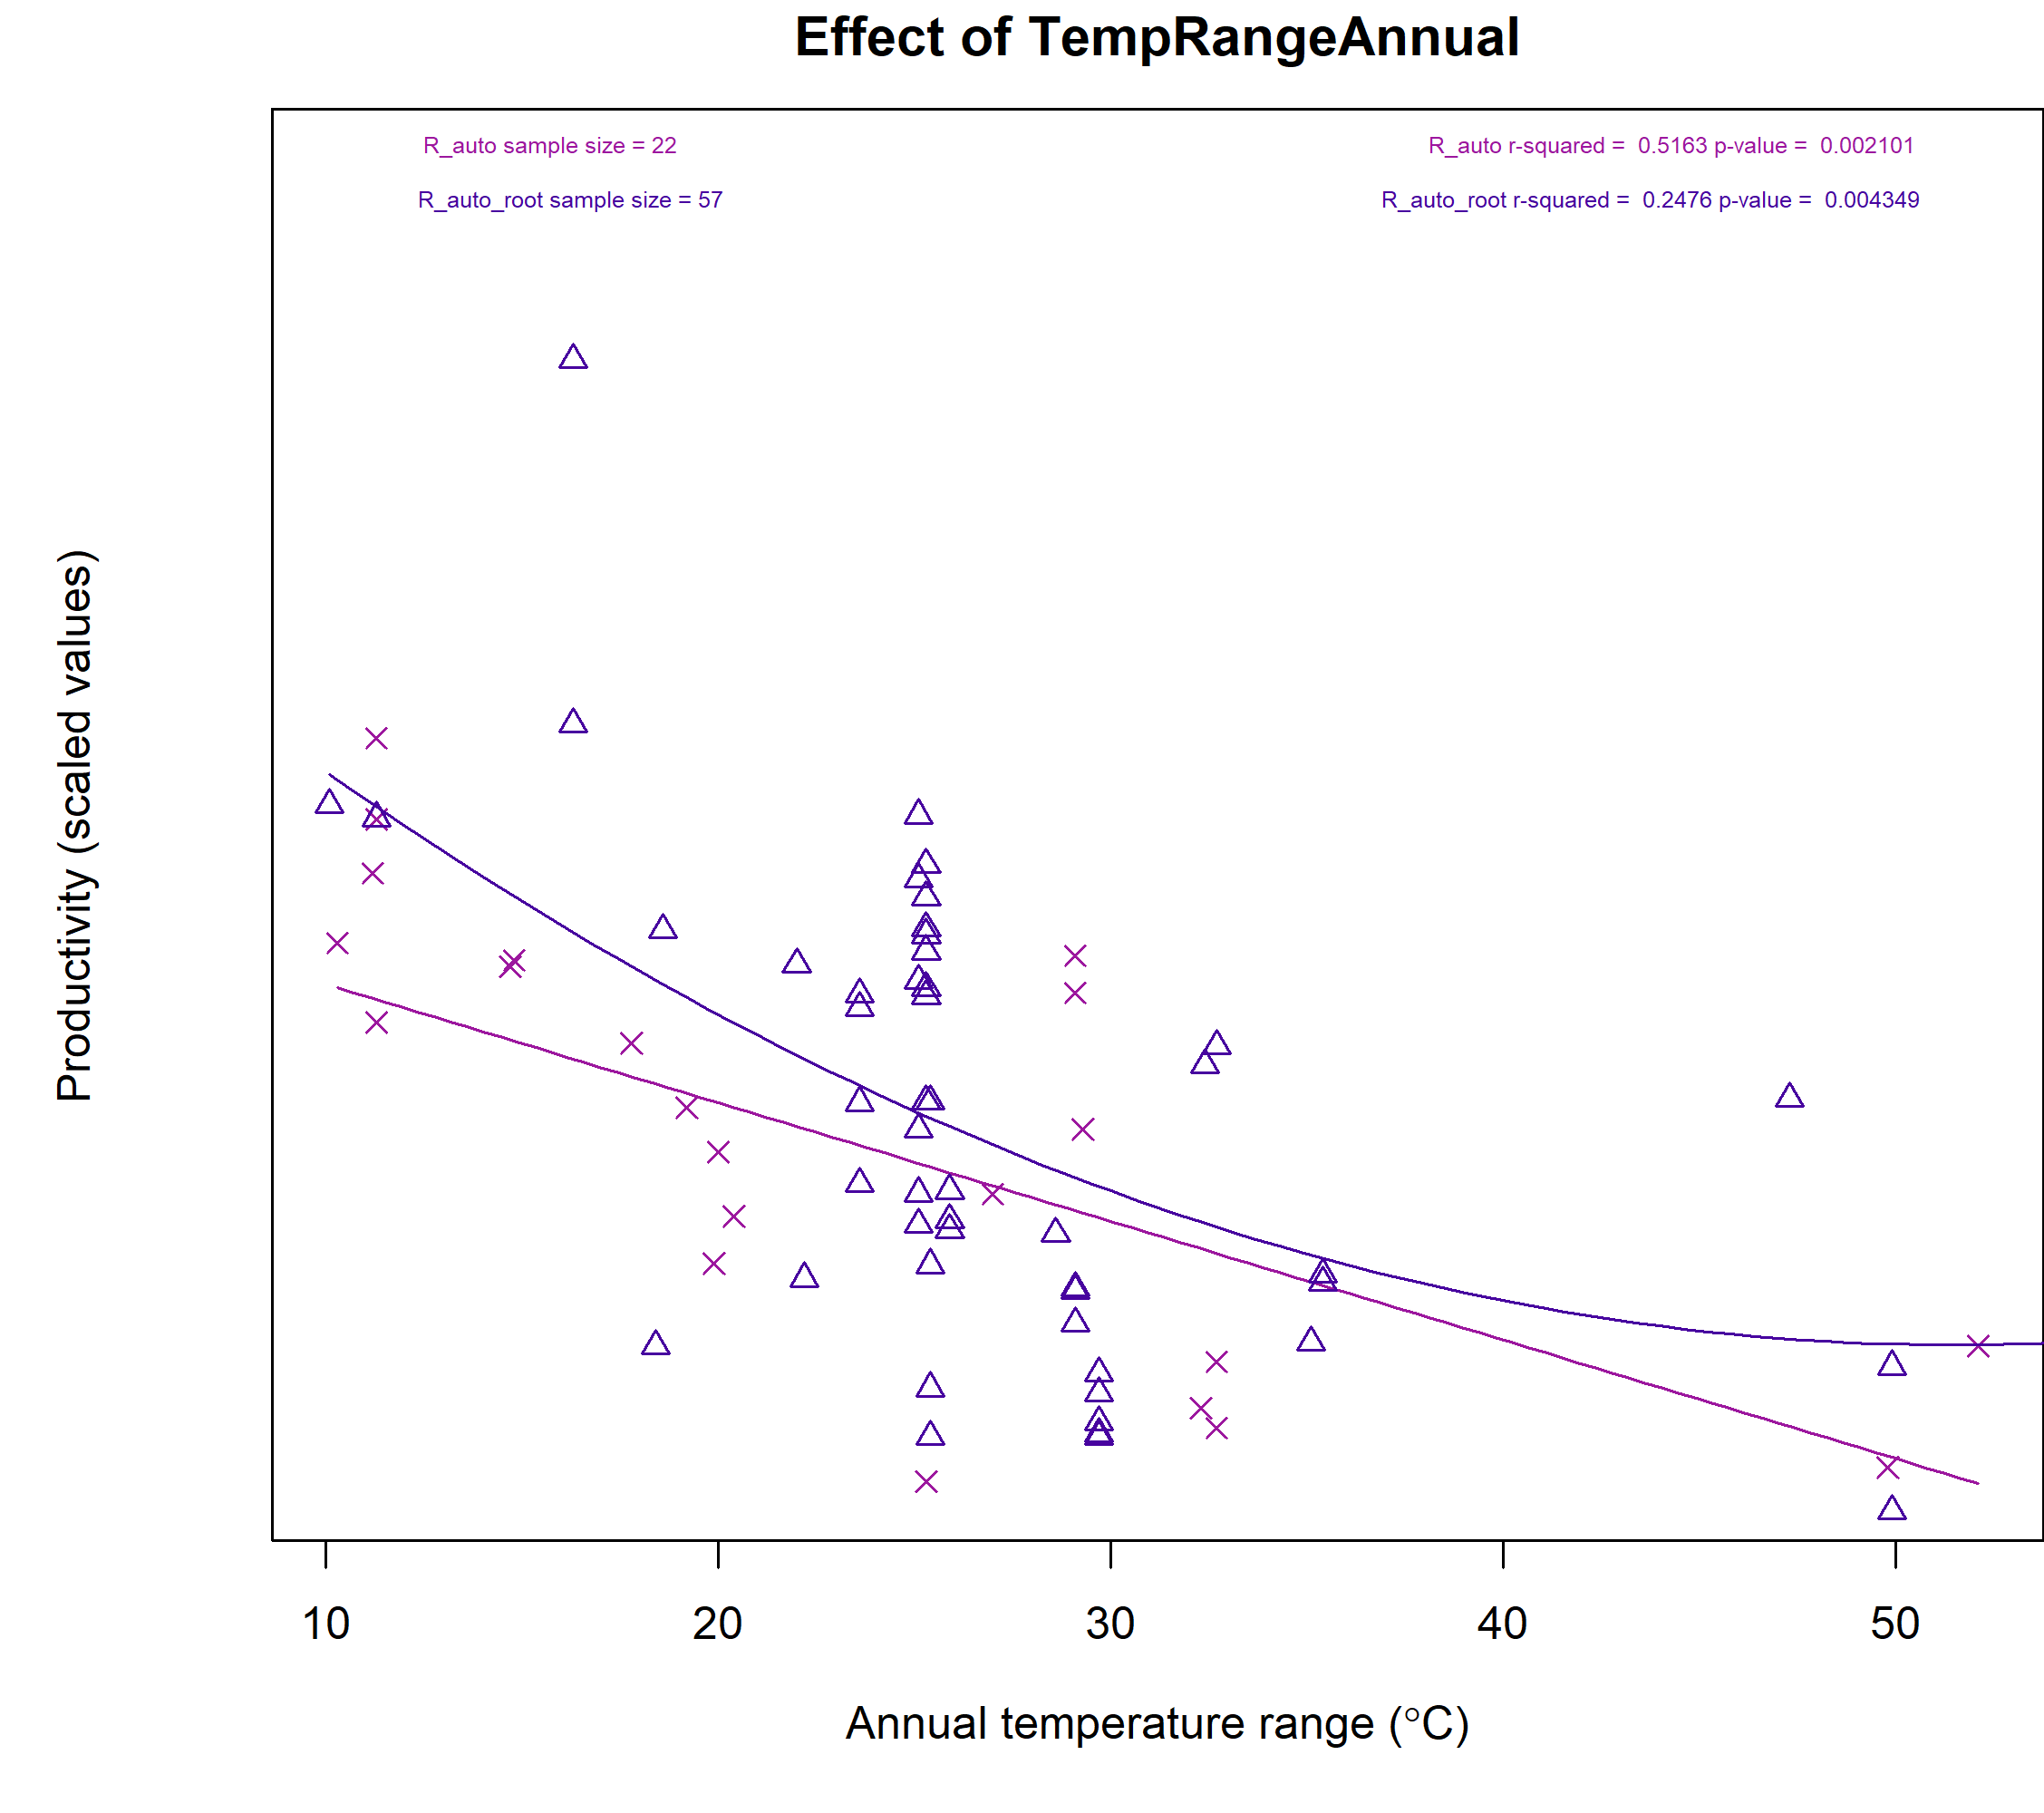 Effect of TempRangeAnnual
R_auto sample size = 22
R_auto r-squared =  0.5163 p-value =  0.002101
R_auto_root sample size = 57
R_auto_root r-squared =  0.2476 p-value =  0.004349
Productivity (scaled values)
10 20 30 40 50
Annual temperature range (°C)